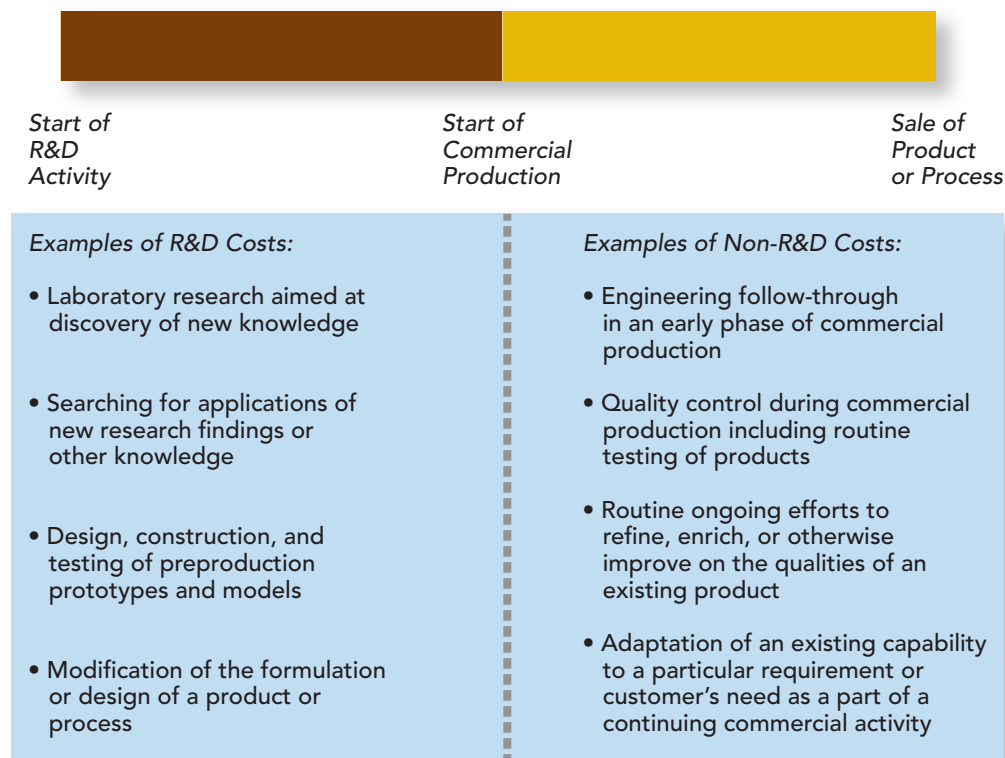 Start of
R&D
Activity
Start of
Commercial
Production
Sale of
Product
or Process
Examples of R&D Costs:
• Laboratory research aimed at
discovery of new knowledge
• Searching for applications of
new research findings or
other knowledge
• Design, construction, and
testing of preproduction
prototypes and models
• Modification of the formulation
or design of a product or
process
Examples of Non-R&D Costs:
• Engineering follow-through
in an early phase of commercial
production
• Quality control during commercial
production including routine
testing of products
• Routine ongoing efforts to
refine, enrich, or otherwise
improve on the qualities of an
existing product
• Adaptation of an existing capability
to a particular requirement or
customer's need as a part of a
continuing commercial activity